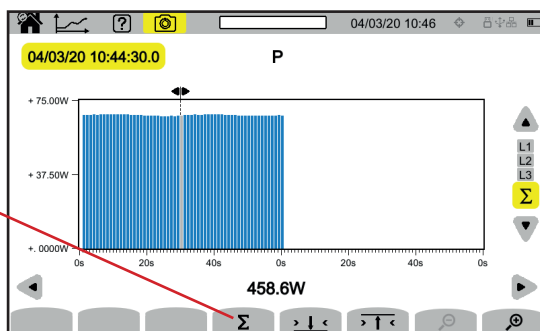 04/03/20 10:46
04/03/20 10:44:30.0
P
+ 75.00W
+ 37.50W
+. 0000W
0s 20s 40s 0s 20s 40s 0s
L1
L2
L3
Σ
458.6W
Σ